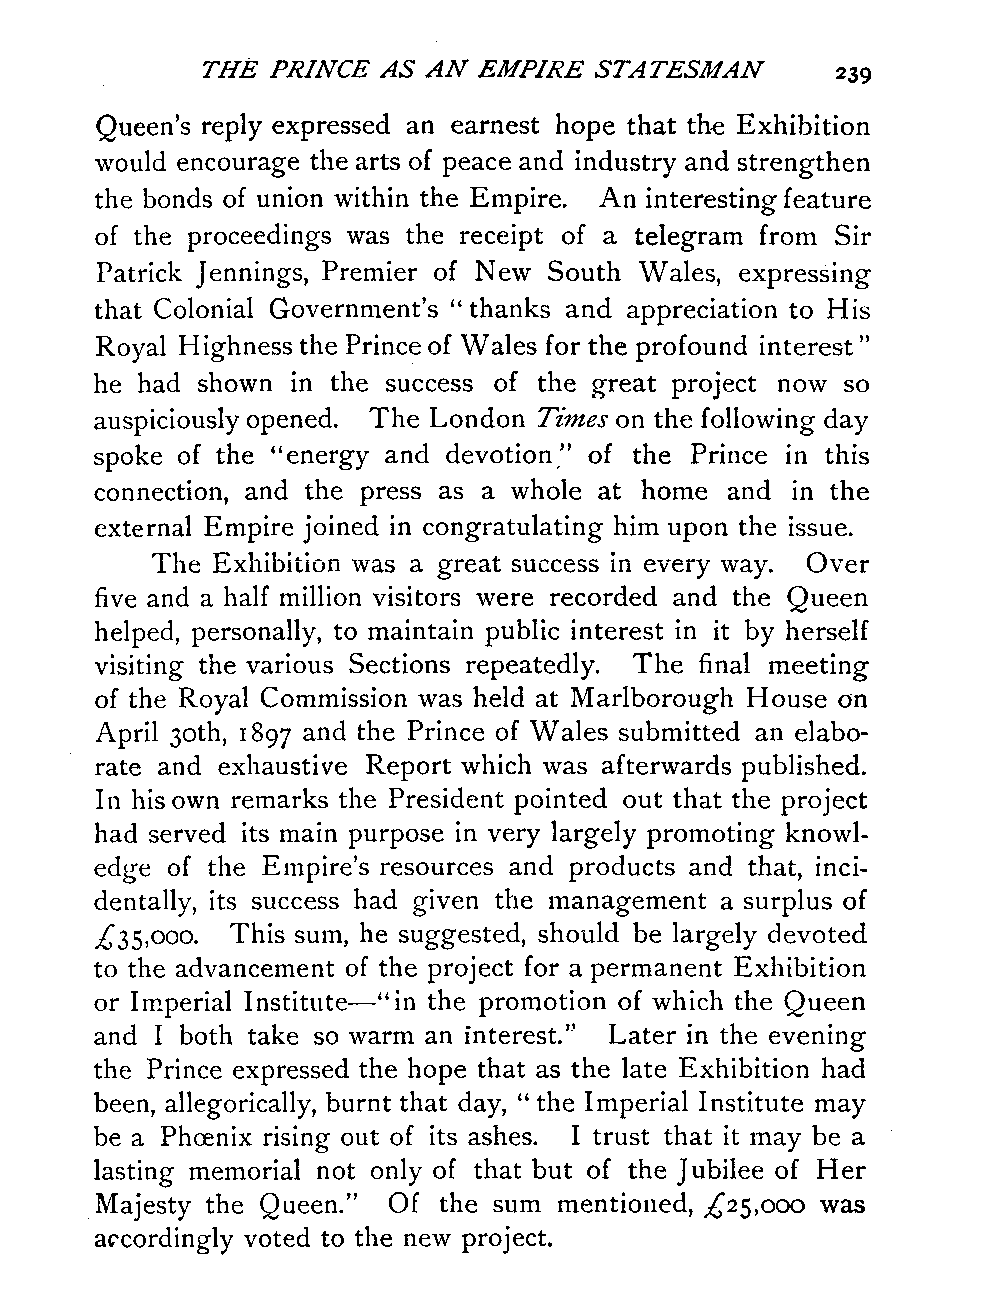 THE PRINCE AS AN EMPIRE STATESMAN 239
Queen's reply expressed an earnest hope that the Exhibition
would encourage the arts of peace and industry and strengthen
the bonds of union within the Empire. An interesting feature
of the proceedings was the receipt of a telegram from Sir
Patrick Jennings, Premier of New South Wales, expressing
that Colonial Government's "thanks and appreciation to His
Royal Highness the Prince of Wales for the profound interest"
he had shown in the success of the great project now so
auspiciously opened. The London Times on the following day
spoke of the "energy and devotion" of the Prince in this
connection, and the press as a whole at home and in the
external Empire joined in congratulating him upon the issue.
The Exhibition was a great success in every way. Over
five and a half million visitors were recorded and the Queen
helped, personally, to maintain public interest in it by herself
visiting the various Sections repeatedly. The final meeting
of the Royal Commission was held at Marlborough House on
April 30th, 1897 and the Prince of Wales submitted an elabo-
rate and exhaustive Report which was afterwards published.
In his own remarks the President pointed out that the project
had served its main purpose in very largely promoting knowl-
edge of the Empire's resources and products and that, inci-
dentally, its success had given the management a surplus of
£35,000. This sum, he suggested, should be largely devoted
to the advancement of the project for a permanent Exhibition
or Imperial Institute—"in the promotion of which the Queen
and I both take so warm an interest." Later in the evening
the Prince expressed the hope that as the late Exhibition had
been, allegorically, burnt that day, "the Imperial Institute may
be a Phœnix rising out of its ashes. I trust that it may be a
lasting memorial not only of that but of the Jubilee of Her
Majesty the Queen." Of the sum mentioned, £25,000 was
accordingly voted to the new project.